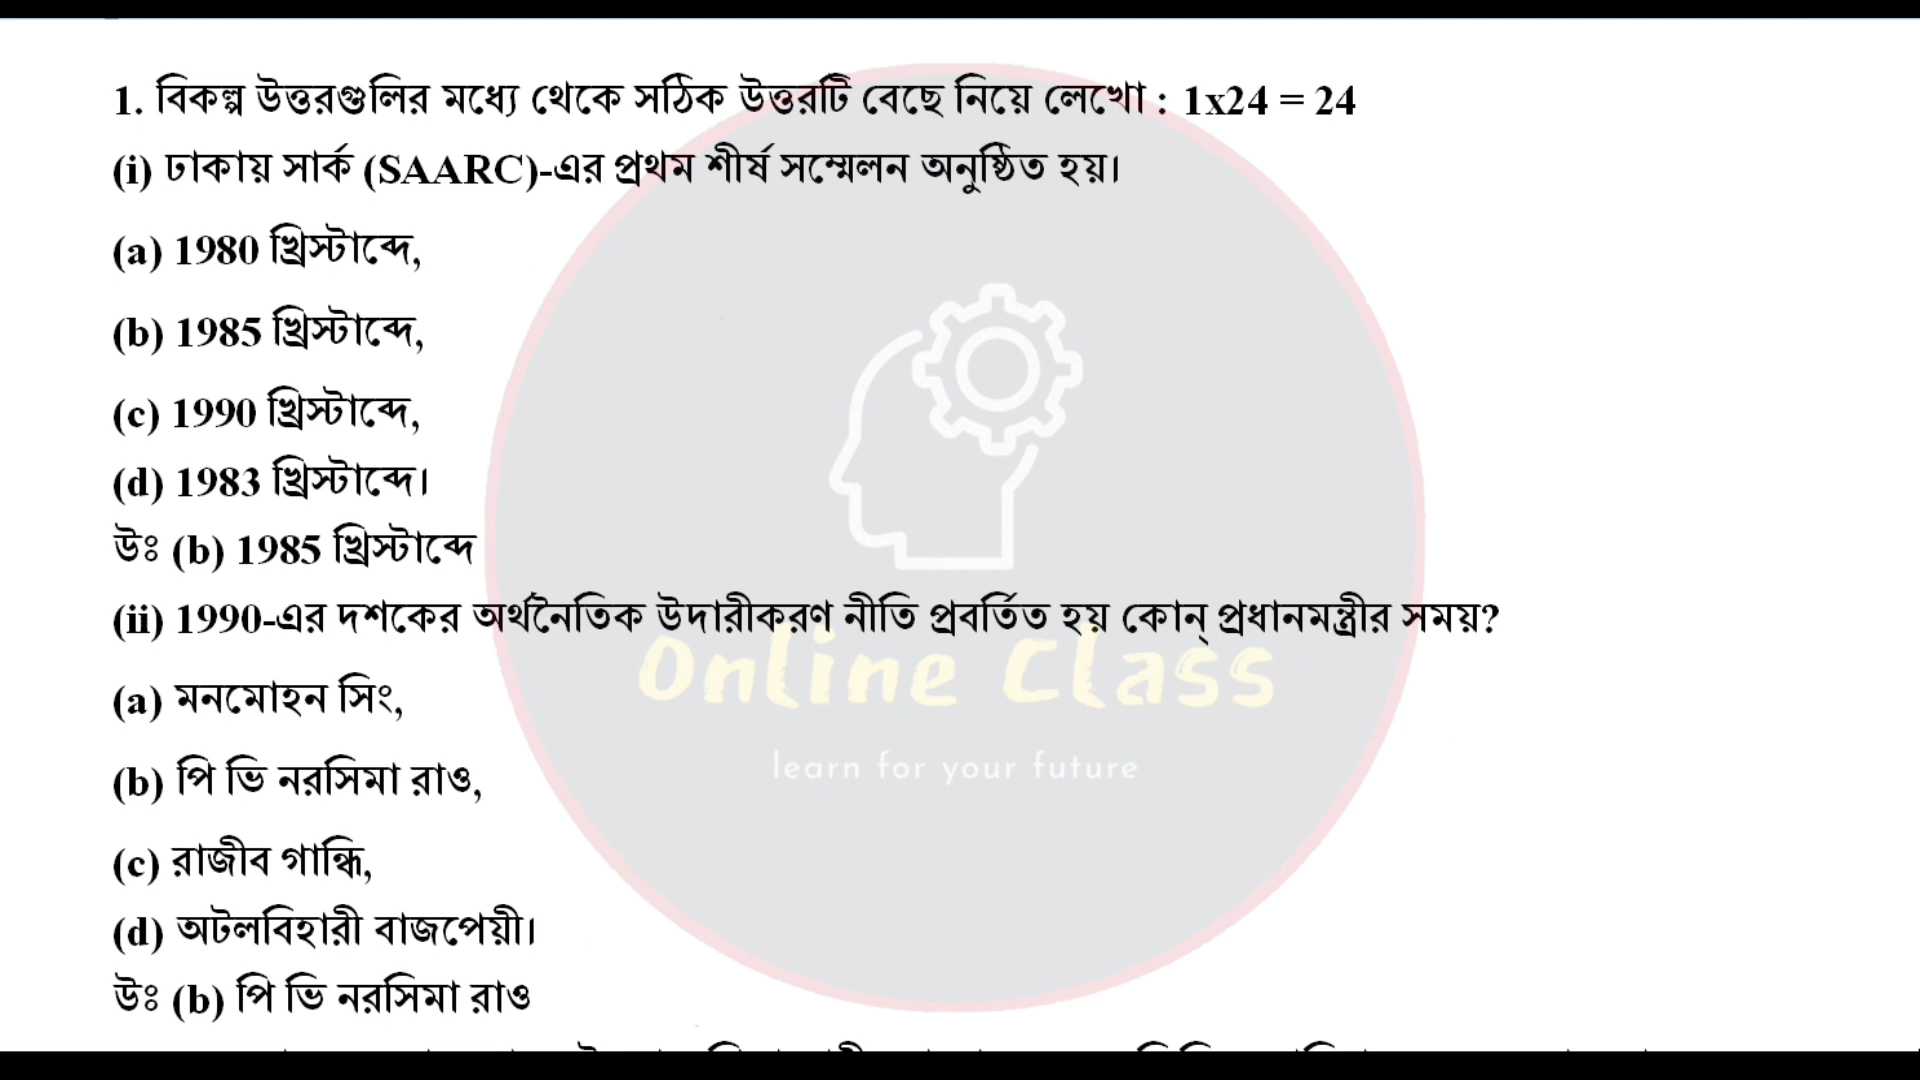 1. বিকল্প উত্তরগুলির মধ্যে থেকে সঠিক উত্তরটি বেছে নিয়ে লেখো : 1x24 = 24
(i) ঢাকায় সার্ক (SAARC)-এর প্রথম শীর্ষ সম্মেলন অনুষ্ঠিত হয়।
(a) 1980 খ্রিস্টাব্দে,
(b) 1985 খ্রিস্টাব্দে,
(c) 1990 খ্রিস্টাব্দে,
(d) 1983 খ্রিস্টাব্দে।
উঃ (b) 1985 খ্রিস্টাব্দে
(ii) 1990-এর দশকের অর্থনৈতিক উদারীকরণ নীতি প্রবর্তিত হয় কোন্ প্রধানমন্ত্রীর সময়?
Online Class
(a) মনমোহন সিং,
learn for your future
(b) পি ভি নরসিমা রাও,
(c) রাজীব গান্ধি,
(d) অটলবিহারী বাজপেয়ী।
উঃ (b) পি ভি নরসিমা রাও